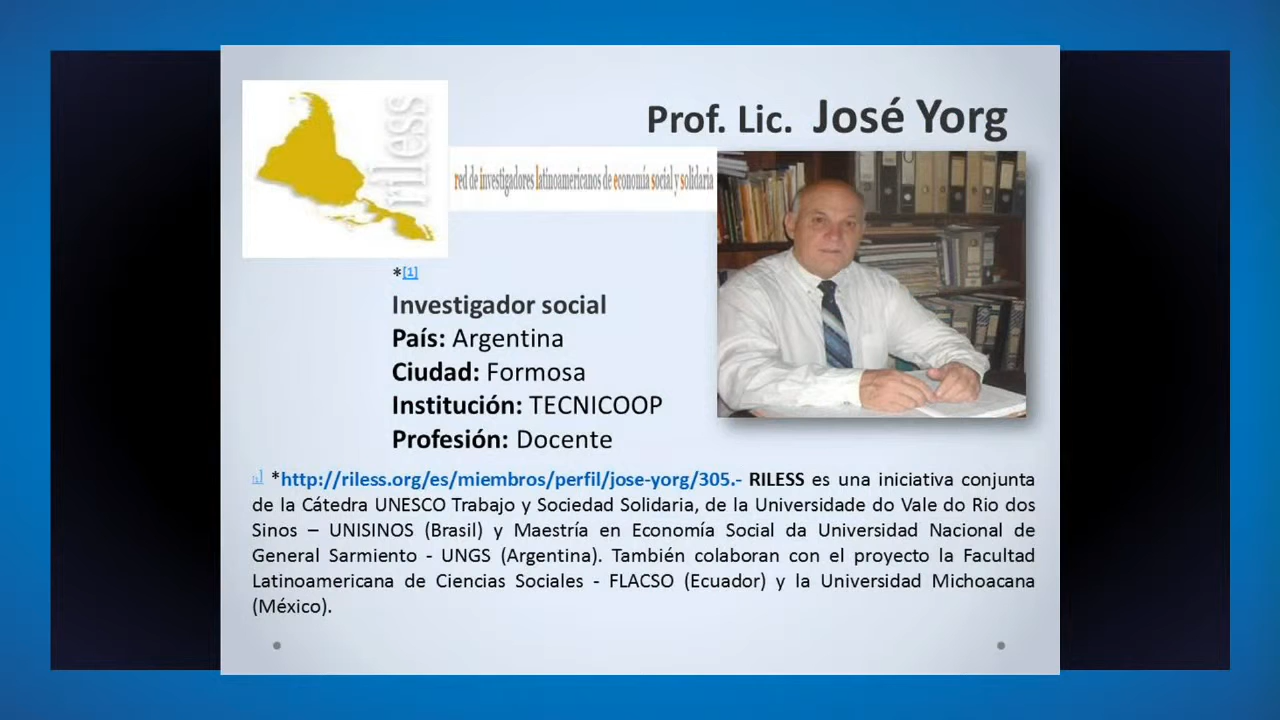 Prof. Lic. José Yorg
riless
red de investigadores latinoamericanos de economía social y solidaria
*[1]
Investigador social
País: Argentina
Ciudad: Formosa
Institución: TECNICOOP
Profesión: Docente
[1] *http://riless.org/es/miembros/perfil/jose-yorg/305.- RILESS es una iniciativa conjunta
de la Cátedra UNESCO Trabajo y Sociedad Solidaria, de la Universidade do Vale do Rio dos
Sinos – UNISINOS (Brasil) y Maestría en Economía Social da Universidad Nacional de
General Sarmiento - UNGS (Argentina). También colaboran con el proyecto la Facultad
Latinoamericana de Ciencias Sociales - FLACSO (Ecuador) y la Universidad Michoacana
(México).